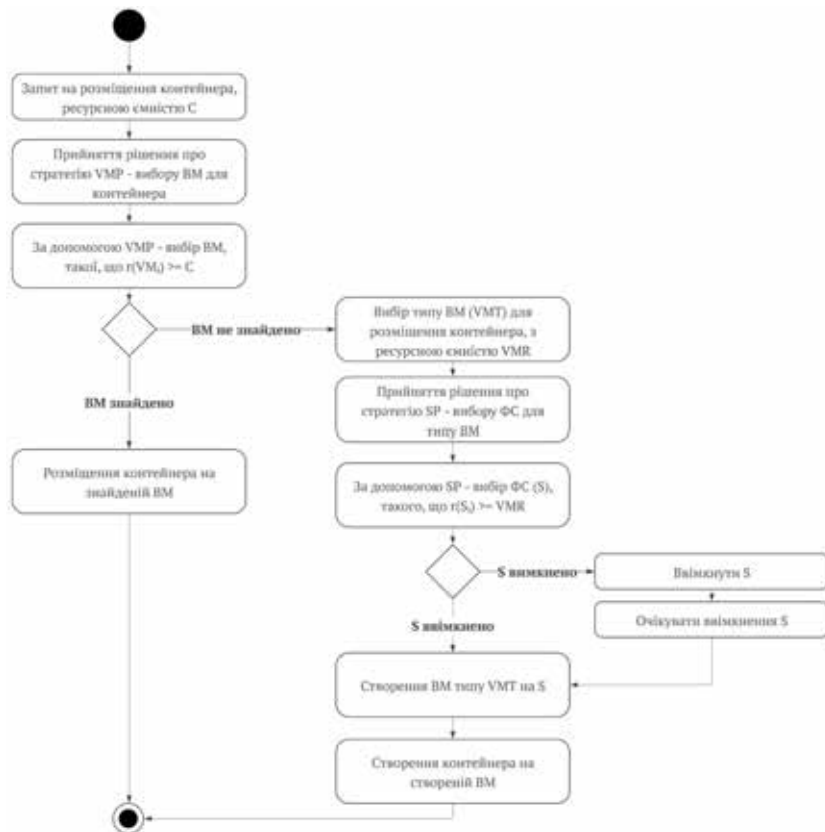 Запит на розміщення контейнера,
ресурсною ємністю C
Прийняття рішення про
стратегію VMP - вибору ВМ для
контейнера
За допомогою VMP - вибір ВМ,
такої, що r(VMᵢ) >= C
ВМ не знайдено
Вибір типу ВМ (VMT) для
розміщення контейнера, з
ресурсною ємністю VMR
ВМ знайдено
Прийняття рішення про
стратегію SP - вибору ФС для
типу ВМ
Розміщення контейнера на
знайденій ВМ
За допомогою SP - вибір ФС (S),
такого, що r(Sᵢ) >= VMR
S вимкнено
Ввімкнути S
S ввімкнено
Очікувати ввімкнення S
Створення ВМ типу VMT на S
Створення контейнера на
створеній ВМ